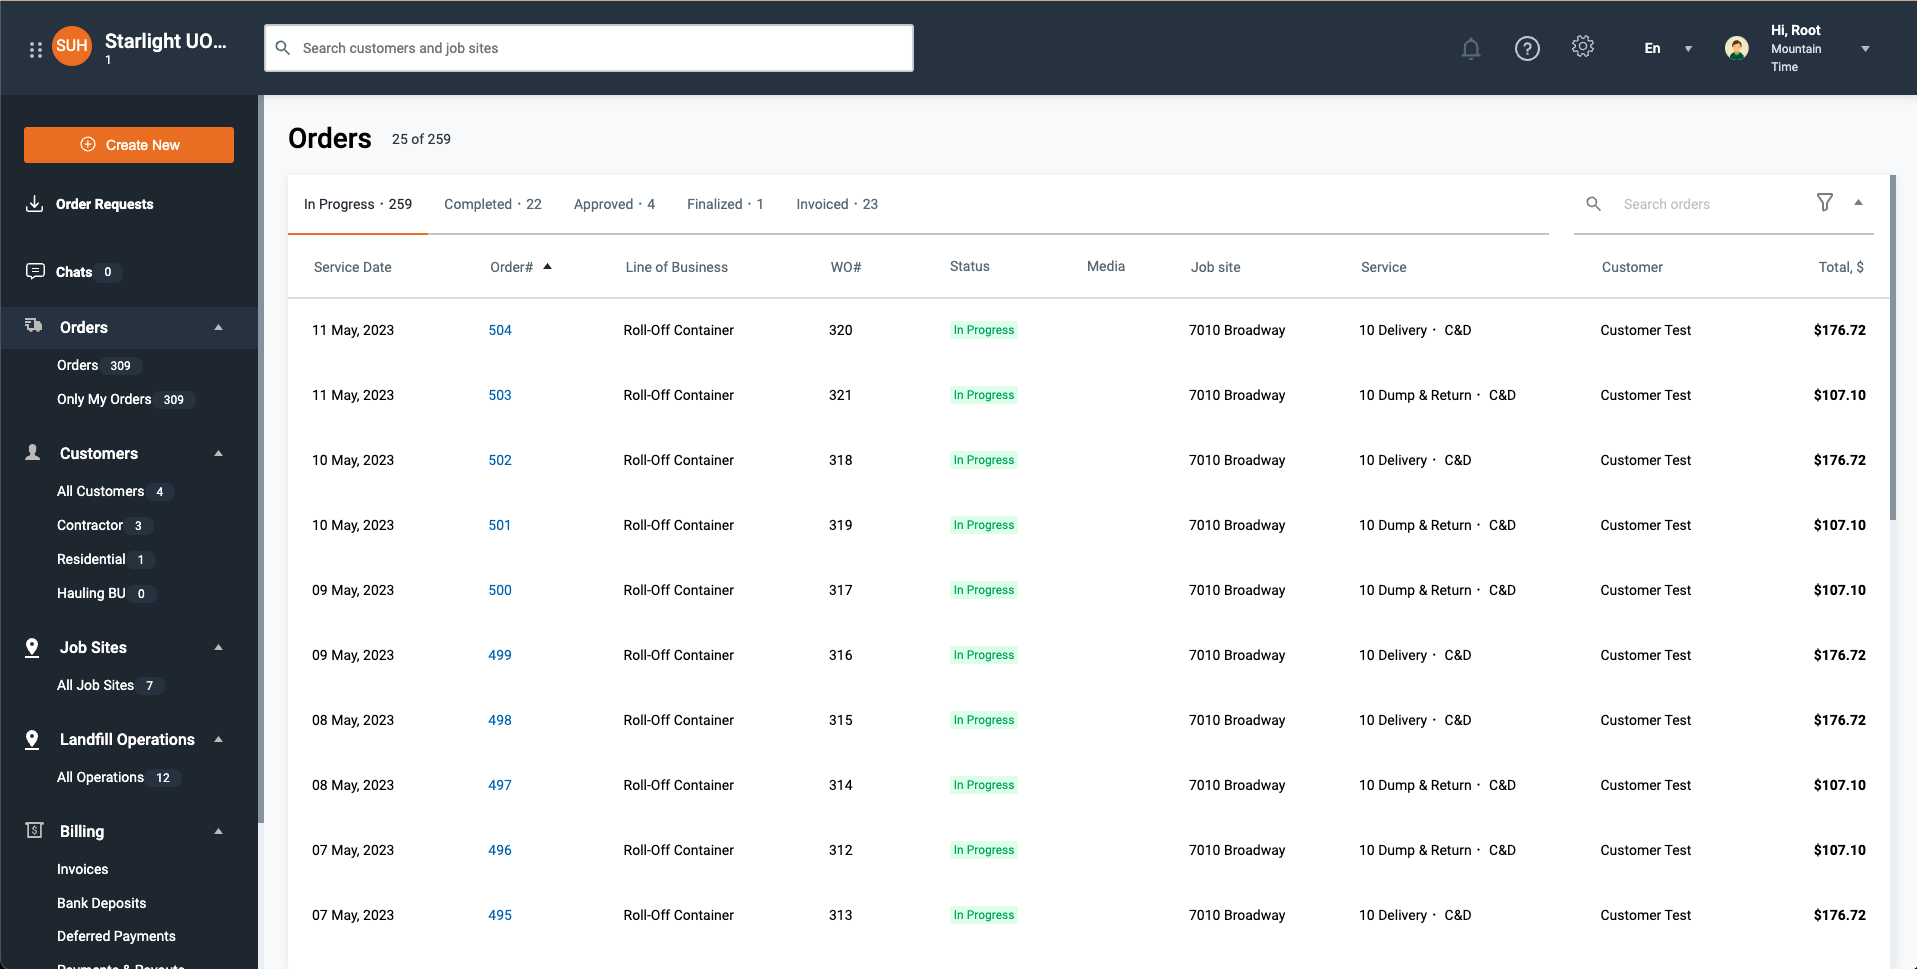 SUH Starlight UO...
1
Search customers and job sites
En
Hi, Root
Mountain
Time
Create New
Order Requests
Chats 0
Orders
Orders 309
Only My Orders 309
Customers
All Customers 4
Contractor 3
Residential 1
Hauling BU 0
Job Sites
All Job Sites 7
Landfill Operations
All Operations 12
Billing
Invoices
Bank Deposits
Deferred Payments
Payments & Payouts
Orders 25 of 259
In Progress · 259 Completed · 22 Approved · 4 Finalized · 1 Invoiced · 23 Search orders
Service Date Order# Line of Business WO# Status Media Job site Service Customer Total, $
11 May, 2023 504 Roll-Off Container 320 In Progress 7010 Broadway 10 Delivery · C&D Customer Test $176.72
11 May, 2023 503 Roll-Off Container 321 In Progress 7010 Broadway 10 Dump & Return · C&D Customer Test $107.10
10 May, 2023 502 Roll-Off Container 318 In Progress 7010 Broadway 10 Delivery · C&D Customer Test $176.72
10 May, 2023 501 Roll-Off Container 319 In Progress 7010 Broadway 10 Dump & Return · C&D Customer Test $107.10
09 May, 2023 500 Roll-Off Container 317 In Progress 7010 Broadway 10 Dump & Return · C&D Customer Test $107.10
09 May, 2023 499 Roll-Off Container 316 In Progress 7010 Broadway 10 Delivery · C&D Customer Test $176.72
08 May, 2023 498 Roll-Off Container 315 In Progress 7010 Broadway 10 Delivery · C&D Customer Test $176.72
08 May, 2023 497 Roll-Off Container 314 In Progress 7010 Broadway 10 Dump & Return · C&D Customer Test $107.10
07 May, 2023 496 Roll-Off Container 312 In Progress 7010 Broadway 10 Dump & Return · C&D Customer Test $107.10
07 May, 2023 495 Roll-Off Container 313 In Progress 7010 Broadway 10 Delivery · C&D Customer Test $176.72